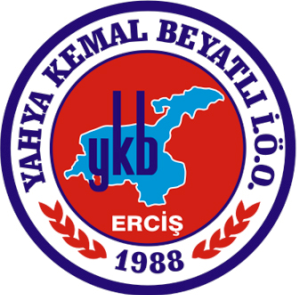 YAHYA KEMAL BEYATLI İ.Ö.O.
ykb
ERCİŞ
1988